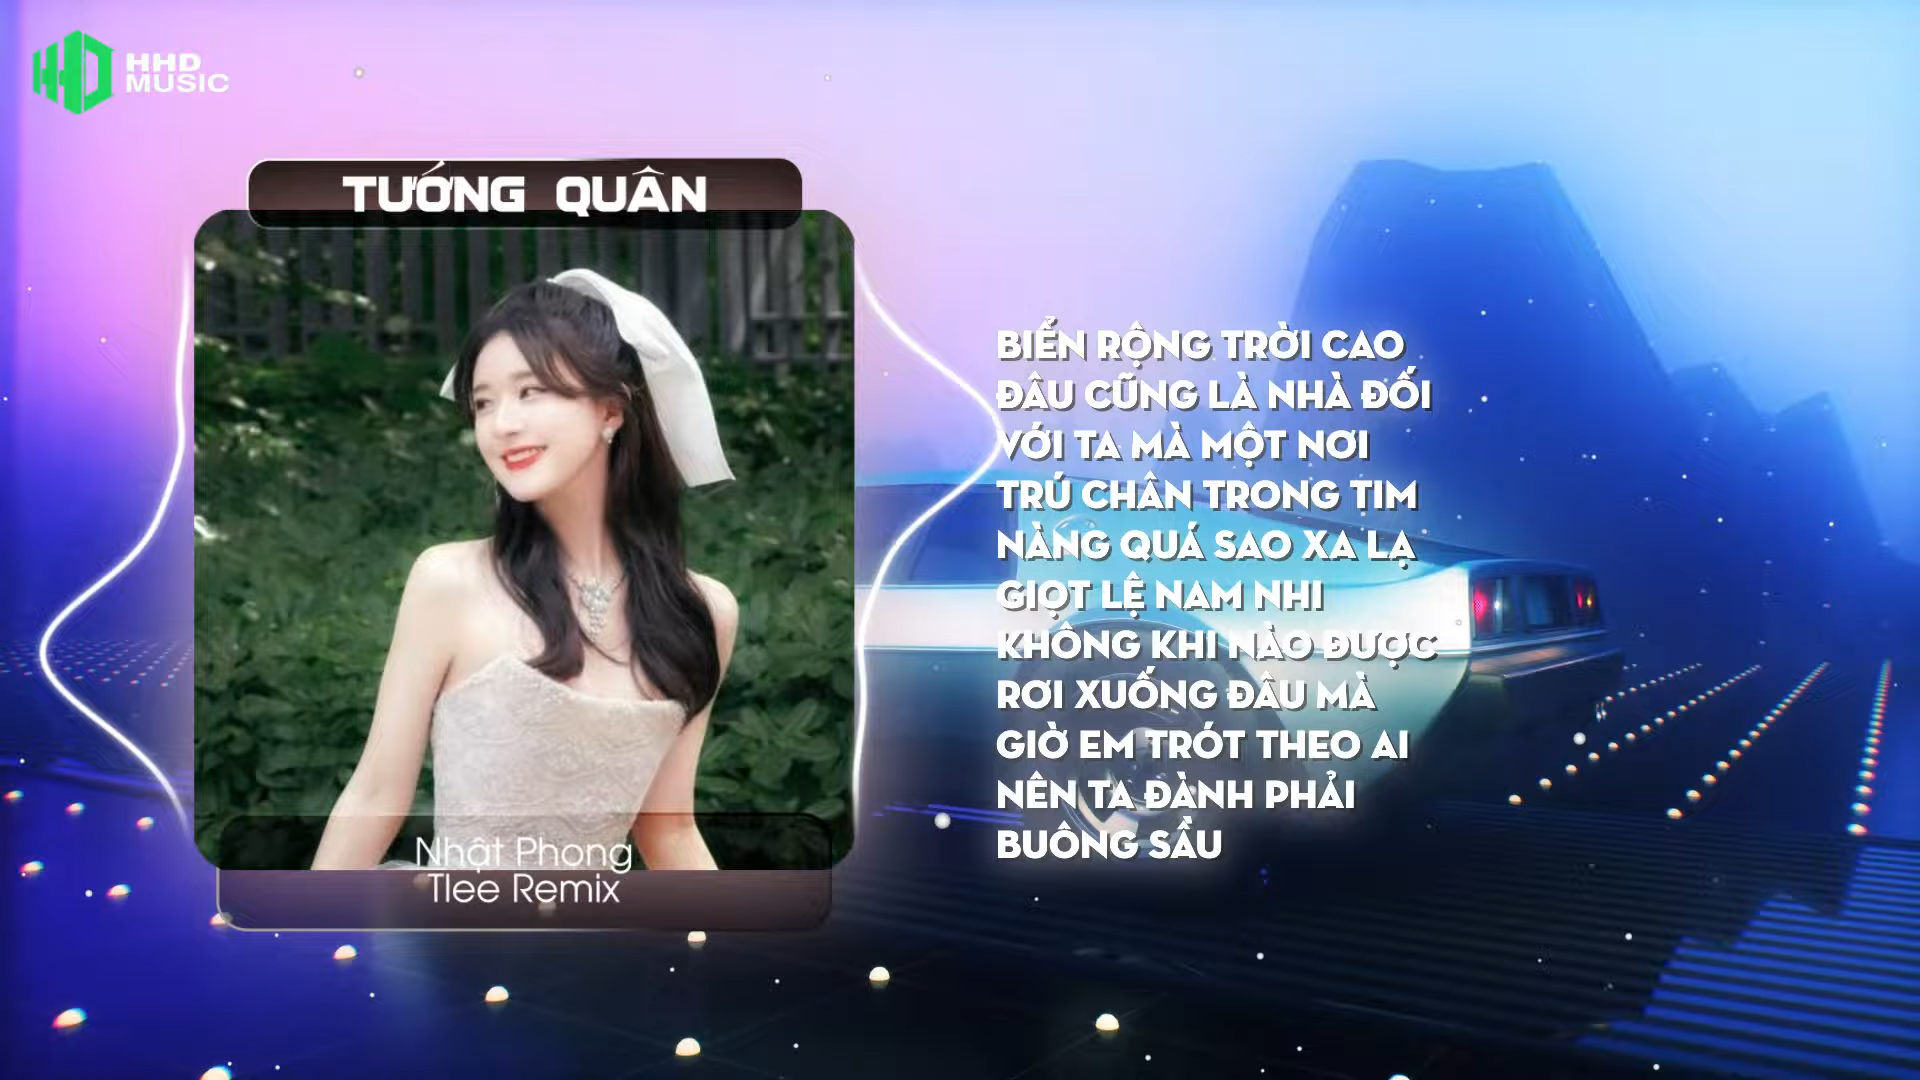 HHD
MUSIC
TƯỚNG QUÂN
Nhật Phong
Tlee Remix
BIỂN RỘNG TRỜI CAO
ĐÂU CŨNG LÀ NHÀ ĐỐI
VỚI TA MÀ MỘT NƠI
TRÚ CHÂN TRONG TIM
NÀNG QUÁ SAO XA LẠ
GIỌT LỆ NAM NHI
KHÔNG KHI NÀO ĐƯỢC
RƠI XUỐNG ĐÂU MÀ
GIỜ EM TRÓT THEO AI
NÊN TA ĐÀNH PHẢI
BUÔNG SẦU